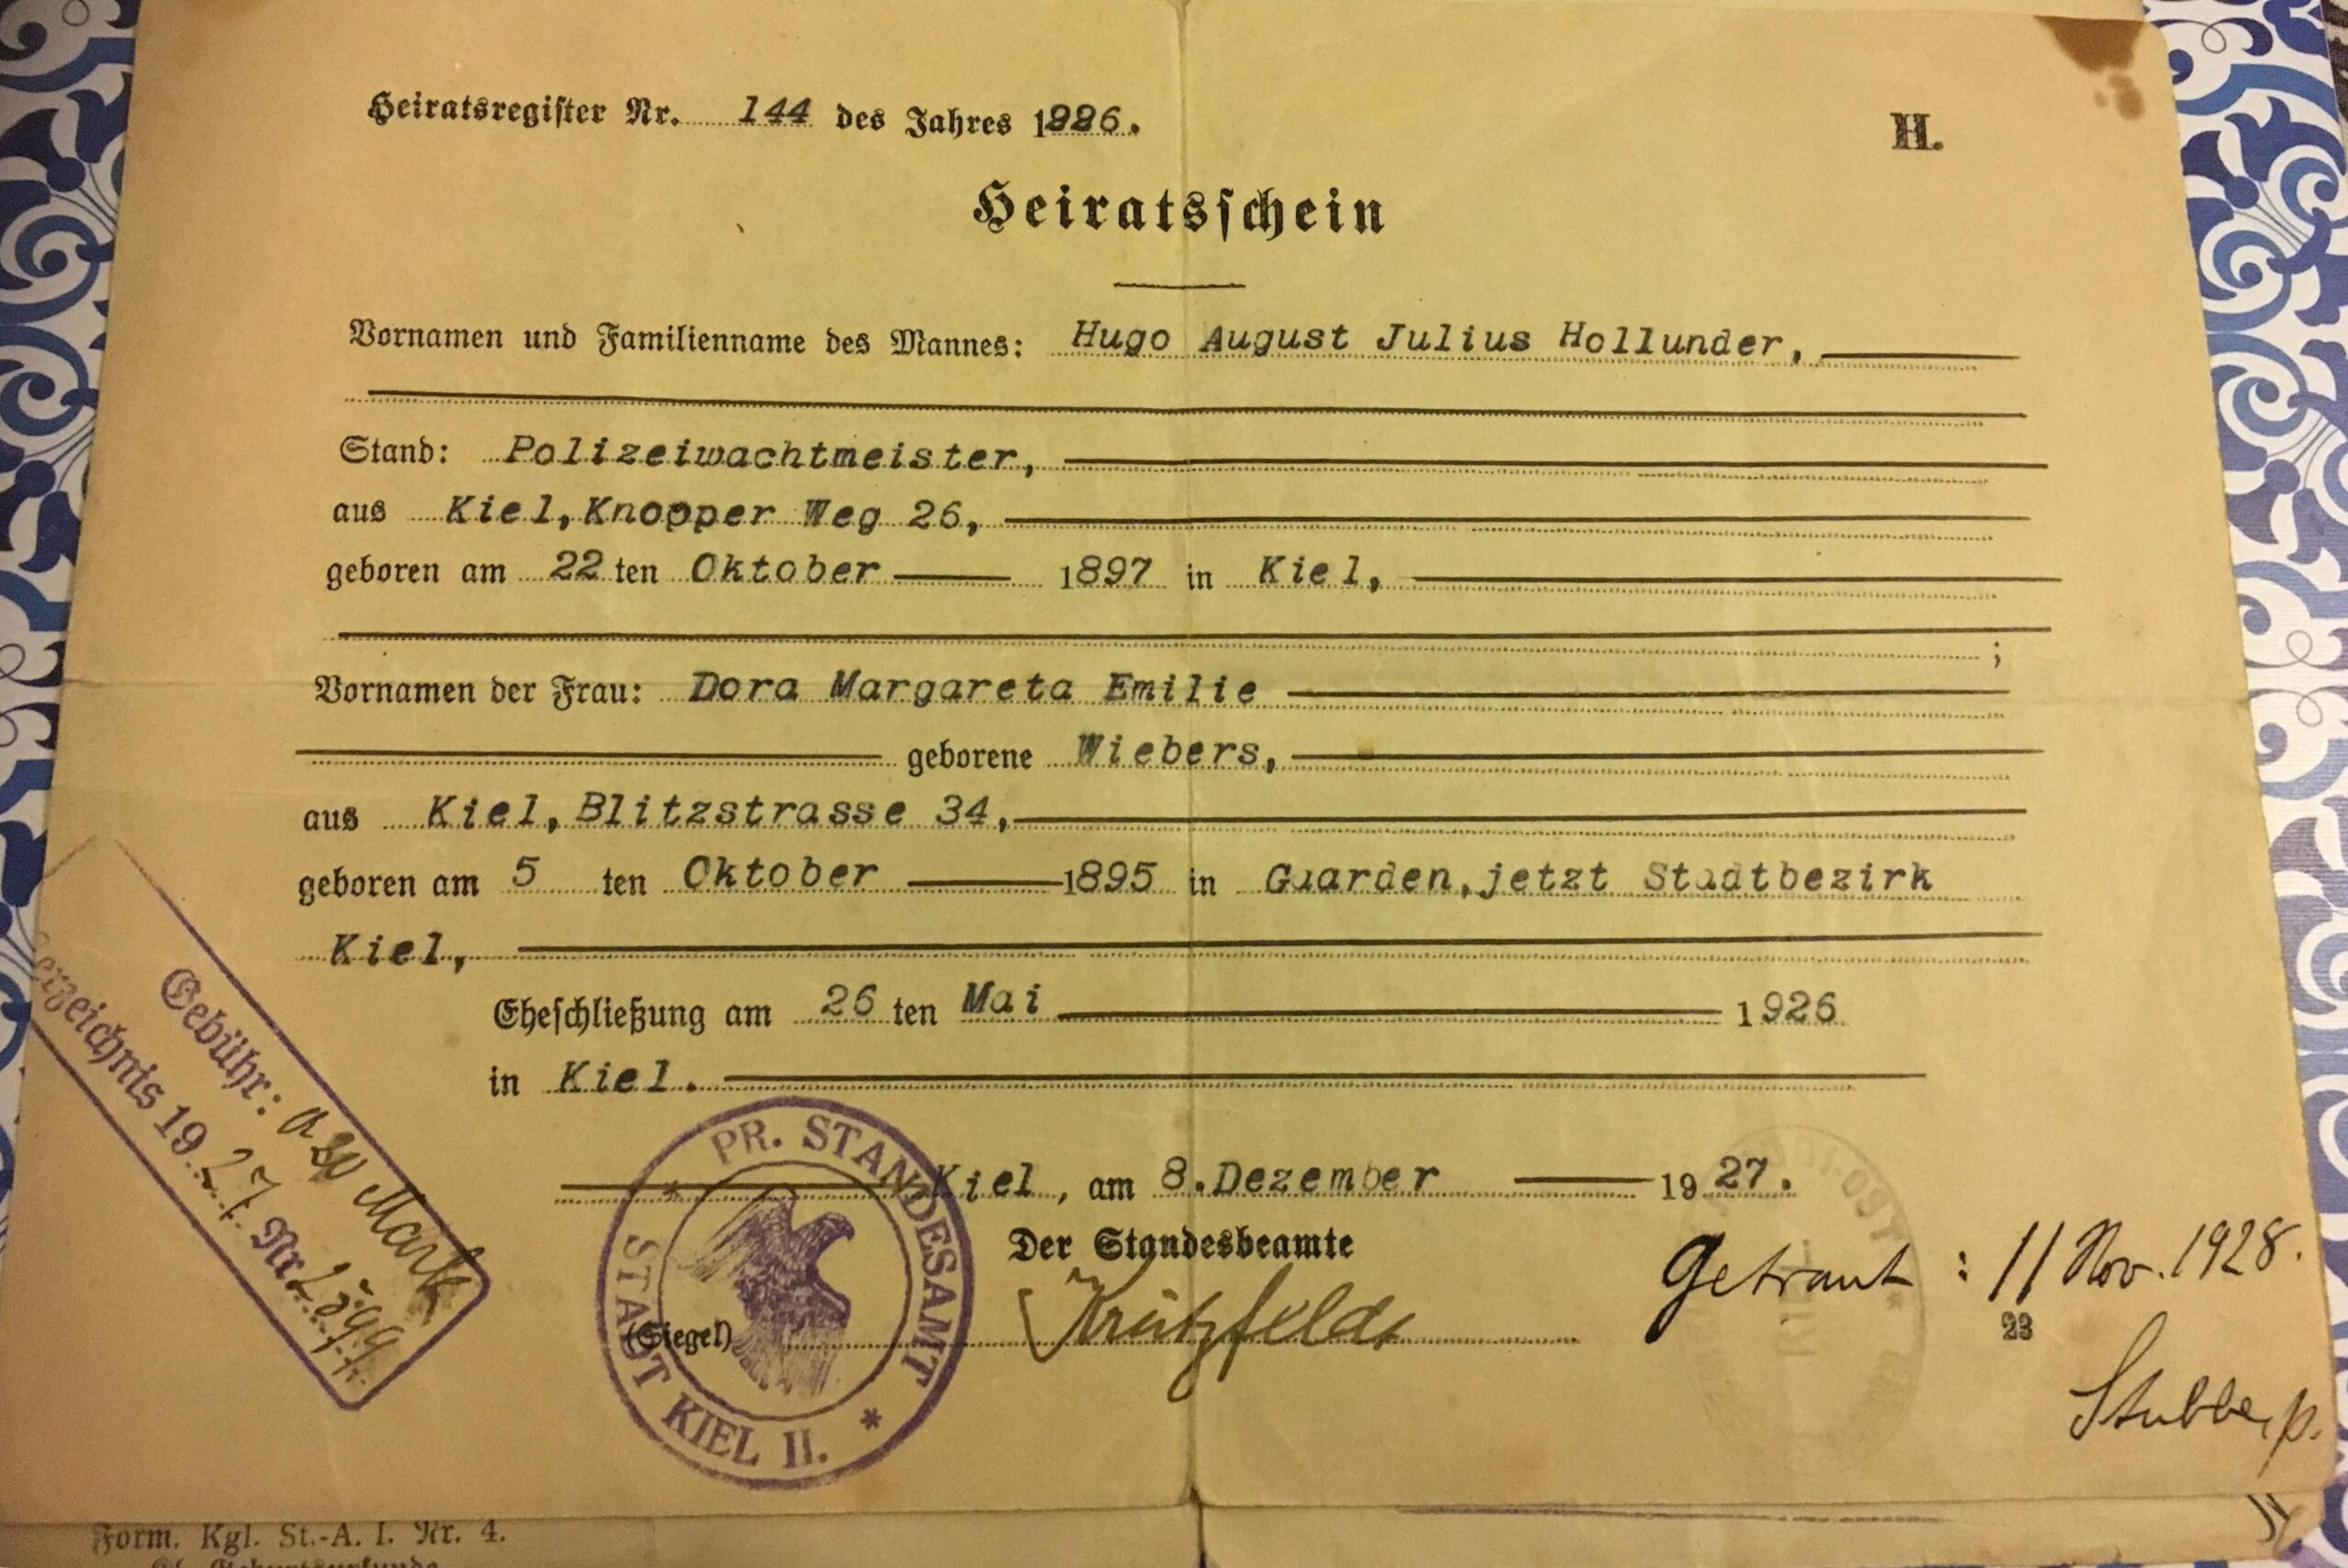 Heiratsregister Nr. 144 des Jahres 1926.
H.
Heiratsschein
Vornamen und Familienname des Mannes: Hugo August Julius Hollunder,
Stand: Polizeiwachtmeister,
aus Kiel, Knooper Weg 26,
geboren am 22 ten Oktober 1897 in Kiel,
;
Vornamen der Frau: Dora Margareta Emilie
geborene Wiebers,
aus Kiel, Blitzstrasse 34,
geboren am 5 ten Oktober 1895 in Gaarden, jetzt Stadtbezirk
Kiel,
Eheschließung am 26 ten Mai 1926
in Kiel.
Kiel, am 8. Dezember 1927.
Der Standesbeamte
(Siegel)
PR. STANDESAMT
STADT KIEL II.
Gebühr: Mark
erzeichnis 1927 Nr.
Getraut: 11 Nov. 1928.
23
Stubbe, p.
Form. Kgl. St.-A. I. Nr. 4.